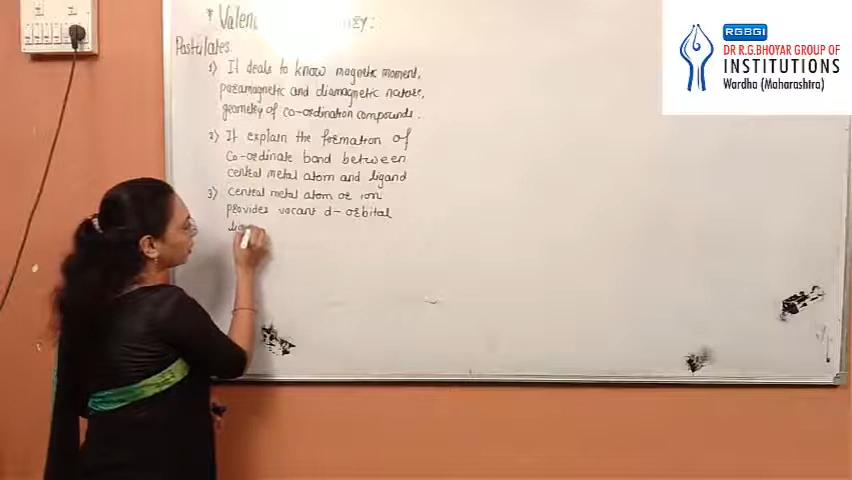 * Valen
Postulates
1) It deals to know magnetic moment,
paramagnetic and diamagnetic nature,
geometry of co-ordination compounds.
2) It explain the formation of
Co-ordinate bond between
central metal atom and ligand
3) Central metal atom or ion
provides vacant d-orbital
RGBGI
DR R.G.BHOYAR GROUP OF
INSTITUTIONS
Wardha (Maharashtra)